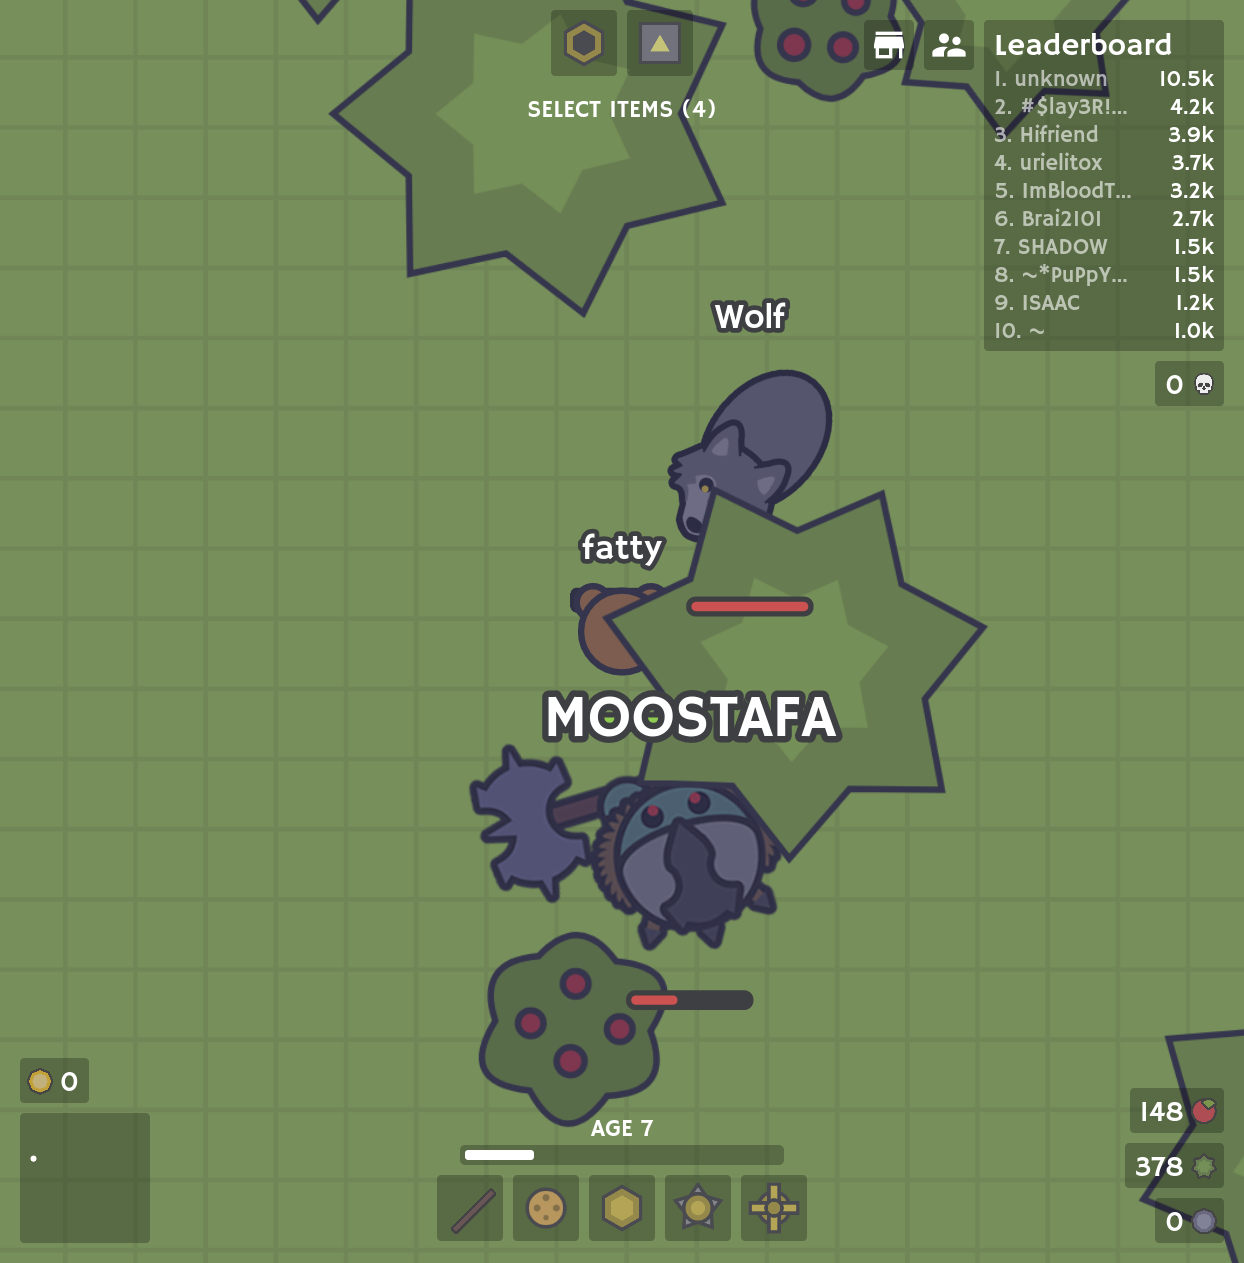 SELECT ITEMS (4)
Leaderboard
1. unknown 10.5k
2. #$lay3R!... 4.2k
3. Hifriend 3.9k
4. urielitox 3.7k
5. ImBloodT... 3.2k
6. Brai2101 2.7k
7. SHADOW 1.5k
8. ~*PuPpY... 1.5k
9. ISAAC 1.2k
10. ~ 1.0k
0
Wolf
fatty
MOOSTAFA
0
148
378
0
AGE 7